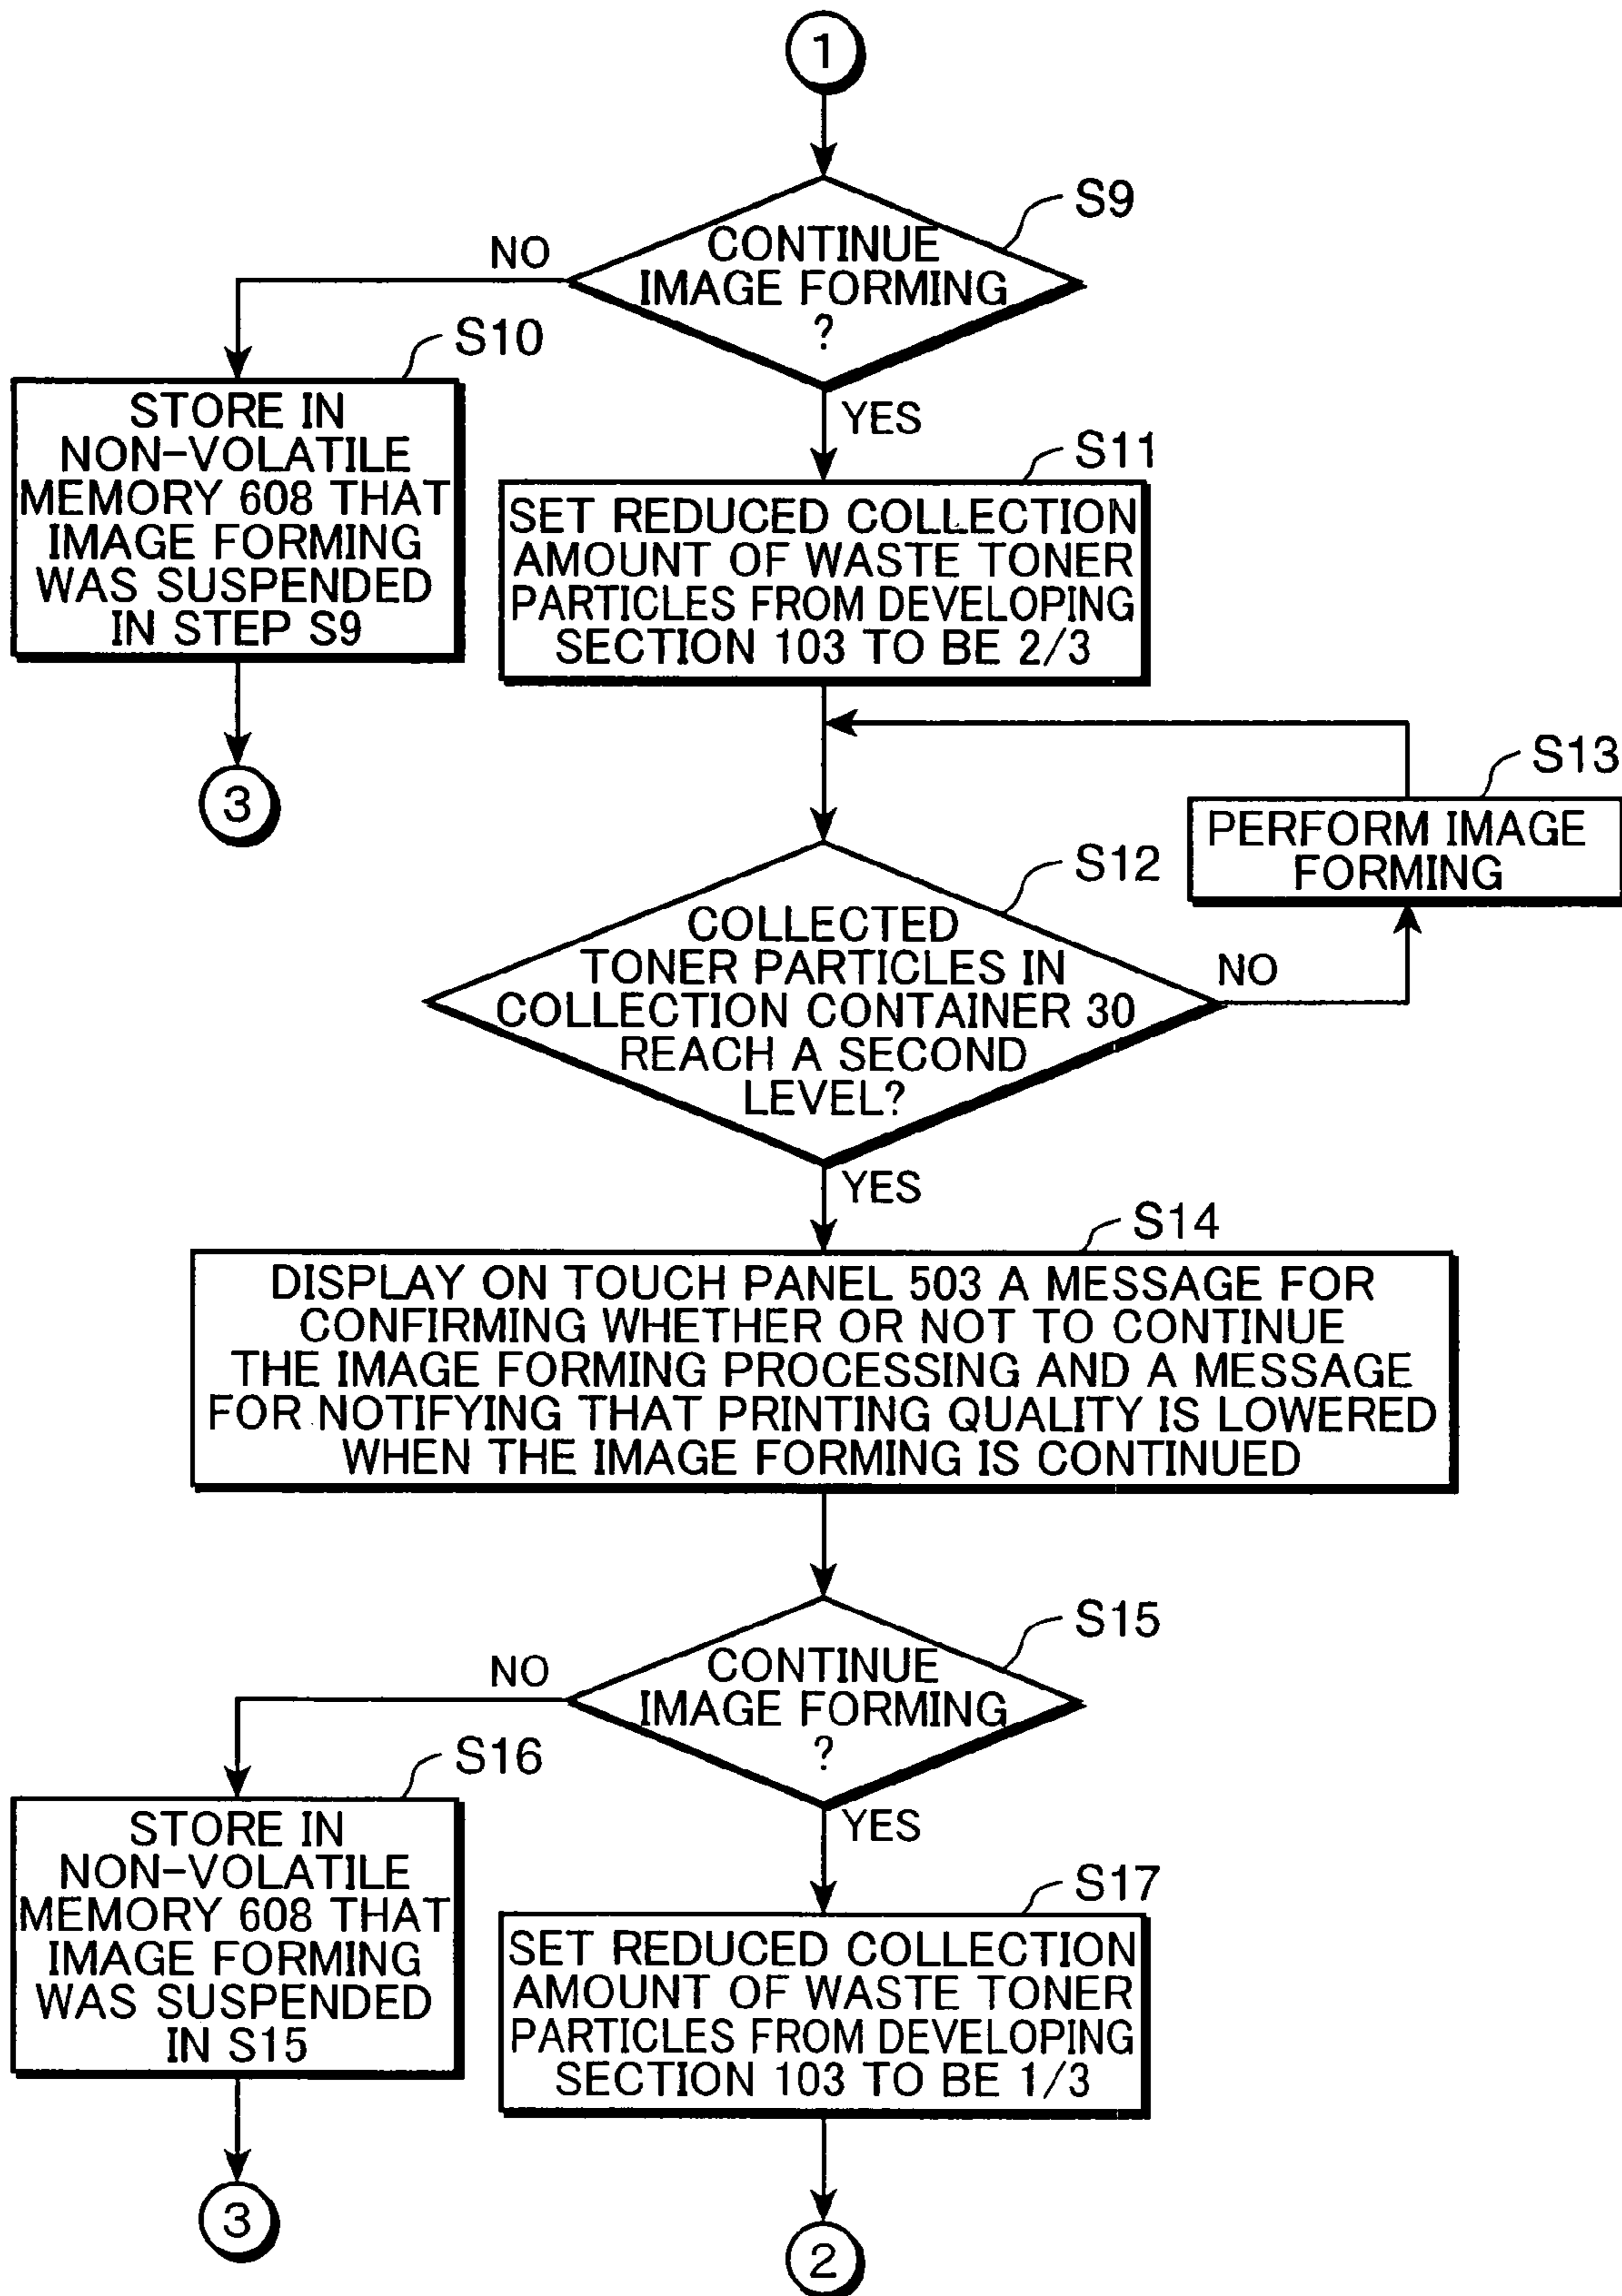 1
S9
CONTINUE
IMAGE FORMING
?
NO
YES
S10
STORE IN
NON-VOLATILE
MEMORY 608 THAT
IMAGE FORMING
WAS SUSPENDED
IN STEP S9
3
S11
SET REDUCED COLLECTION
AMOUNT OF WASTE TONER
PARTICLES FROM DEVELOPING
SECTION 103 TO BE 2/3
S13
PERFORM IMAGE
FORMING
S12
COLLECTED
TONER PARTICLES IN
COLLECTION CONTAINER 30
REACH A SECOND
LEVEL?
NO
YES
S14
DISPLAY ON TOUCH PANEL 503 A MESSAGE FOR
CONFIRMING WHETHER OR NOT TO CONTINUE
THE IMAGE FORMING PROCESSING AND A MESSAGE
FOR NOTIFYING THAT PRINTING QUALITY IS LOWERED
WHEN THE IMAGE FORMING IS CONTINUED
S15
CONTINUE
IMAGE FORMING
?
NO
YES
S16
STORE IN
NON-VOLATILE
MEMORY 608 THAT
IMAGE FORMING
WAS SUSPENDED
IN S15
3
S17
SET REDUCED COLLECTION
AMOUNT OF WASTE TONER
PARTICLES FROM DEVELOPING
SECTION 103 TO BE 1/3
2